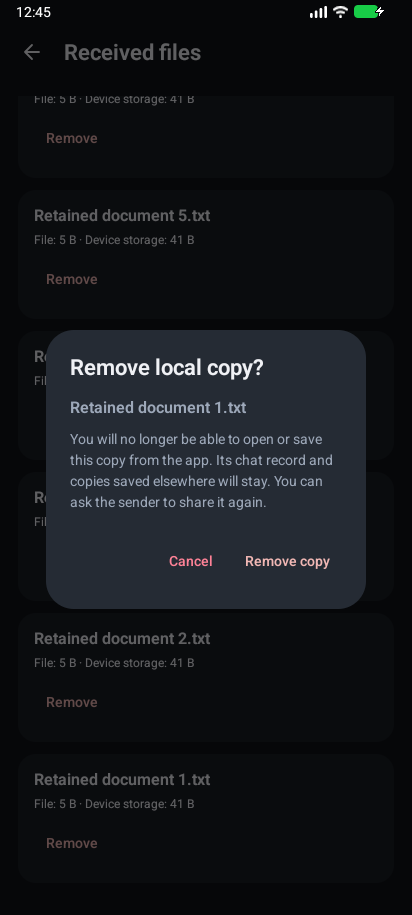 12:45
Received files
File: 5 B · Device storage: 41 B
Remove
Retained document 5.txt
File: 5 B · Device storage: 41 B
Remove
Remove local copy?
Retained document 1.txt
You will no longer be able to open or save
this copy from the app. Its chat record and
copies saved elsewhere will stay. You can
ask the sender to share it again.
Cancel
Remove copy
Retained document 2.txt
File: 5 B · Device storage: 41 B
Remove
Retained document 1.txt
File: 5 B · Device storage: 41 B
Remove